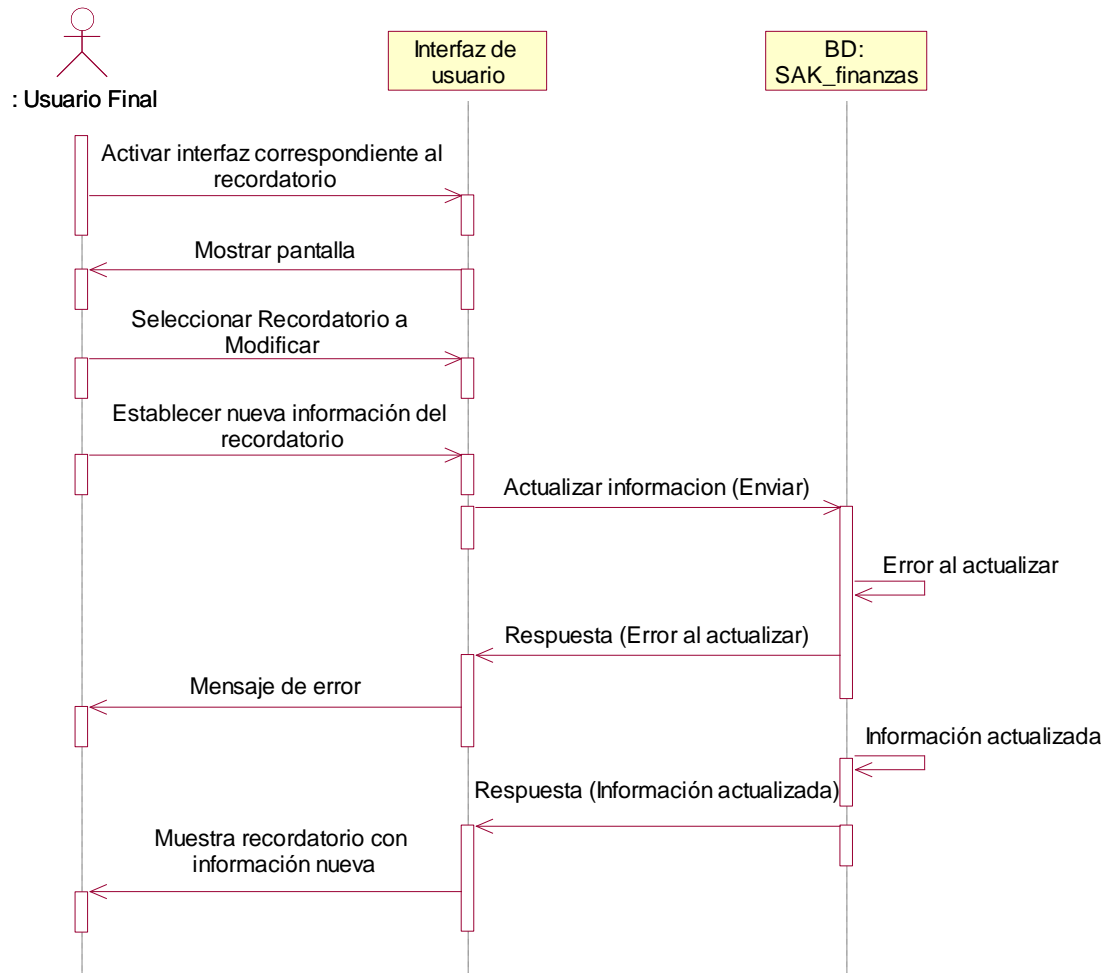 : Usuario Final
Interfaz de
usuario
BD:
SAK_finanzas
Activar interfaz correspondiente al
recordatorio
Mostrar pantalla
Seleccionar Recordatorio a
Modificar
Establecer nueva información del
recordatorio
Actualizar informacion (Enviar)
Error al actualizar
Respuesta (Error al actualizar)
Mensaje de error
Información actualizada
Respuesta (Información actualizada)
Muestra recordatorio con
información nueva